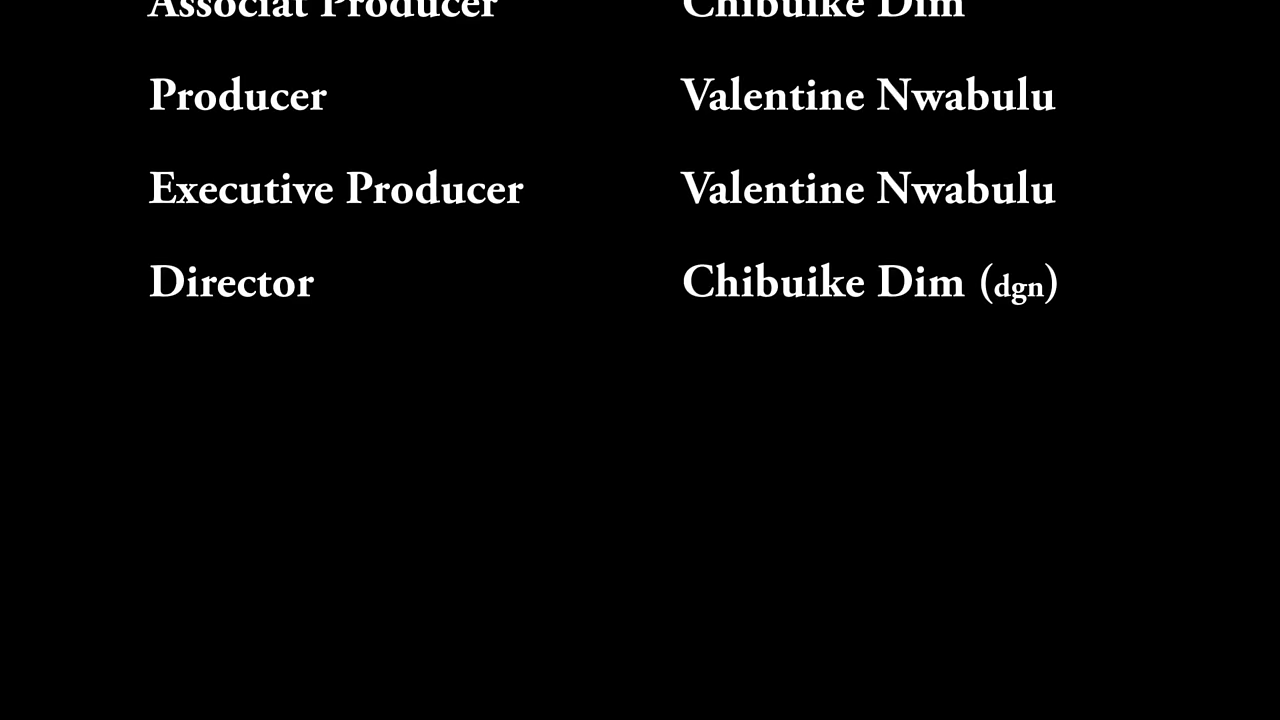 Associat Producer Chibuike Dim
Producer Valentine Nwabulu
Executive Producer Valentine Nwabulu
Director Chibuike Dim (dgn)